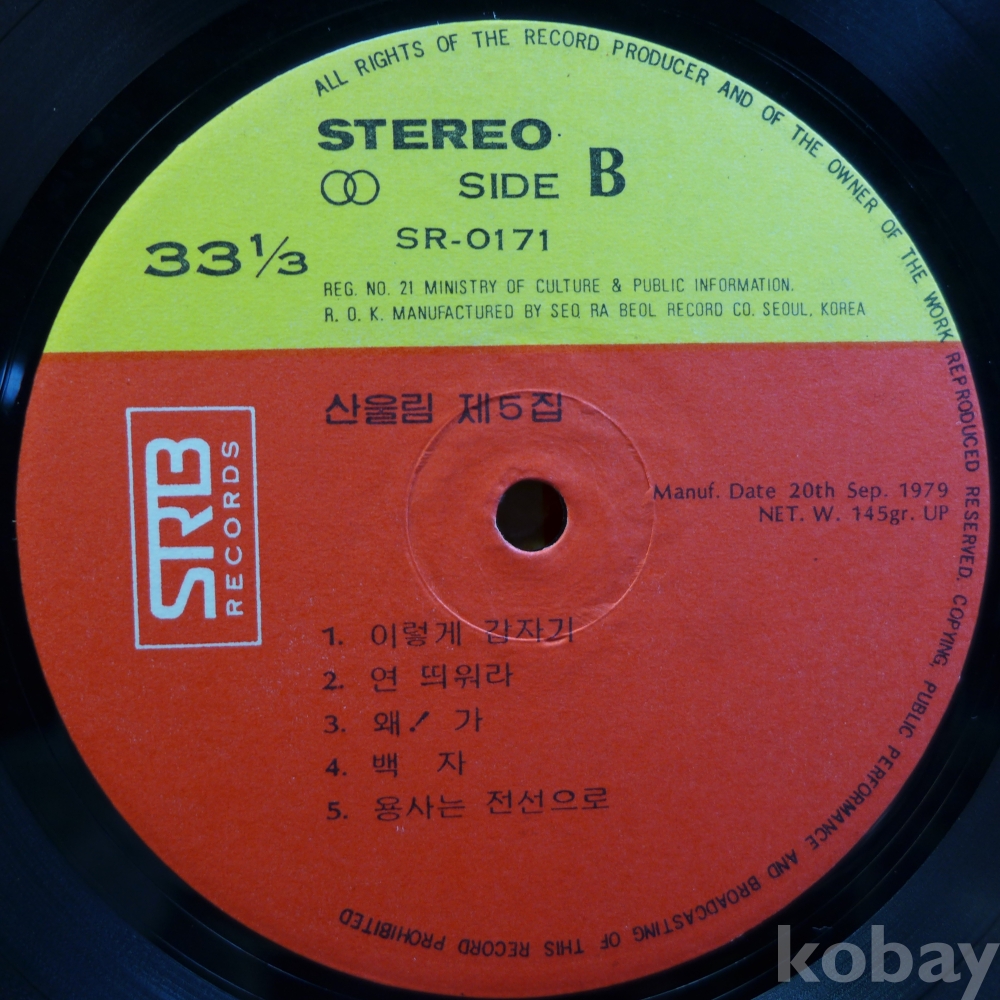 ALL RIGHTS OF THE RECORD PRODUCER AND OF THE OWNER OF THE WORK REPRODUCED RESERVED. COPYING, PUBLIC PERFORMANCE AND BROADCASTING OF THIS RECORD PROHIBITED
STEREO
SIDE B
SR-0171
33 1/3
REG. NO. 21 MINISTRY OF CULTURE & PUBLIC INFORMATION.
R. O. K. MANUFACTURED BY SEO RA BEOL RECORD CO. SEOUL, KOREA
산울림 제5집
SRB
RECORDS
Manuf. Date 20th Sep. 1979
NET. W. 145gr. UP
1. 이렇게 갑자기
2. 연 띄워라
3. 왜! 가
4. 백 자
5. 용사는 전선으로
kobay